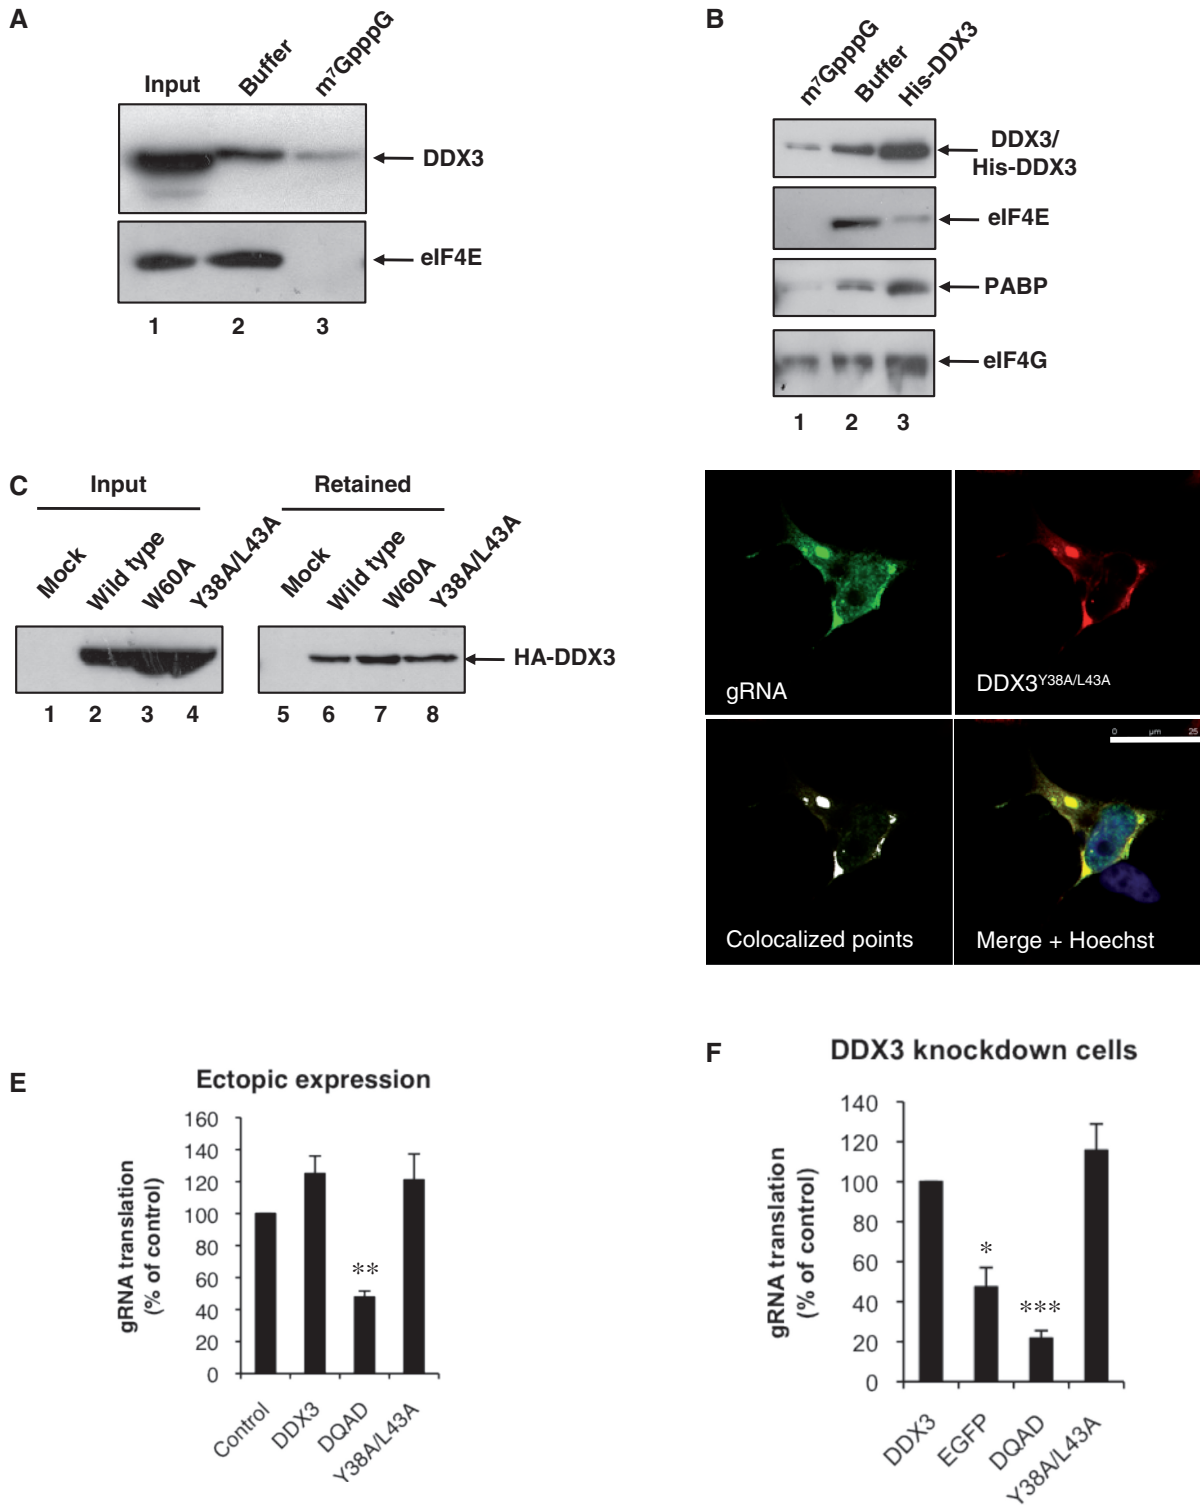 A
Input
Buffer
m⁷GpppG
DDX3
eIF4E
1 2 3
B
m⁷GpppG
Buffer
His-DDX3
DDX3/
His-DDX3
eIF4E
PABP
eIF4G
1 2 3
C
Input
Retained
Mock
Wild type
W60A
Y38A/L43A
Mock
Wild type
W60A
Y38A/L43A
HA-DDX3
1 2 3 4
5 6 7 8
gRNA
DDX3Y38A/L43A
0 µm 25
Colocalized points
Merge + Hoechst
E
Ectopic expression
gRNA translation
(% of control)
160
140
120
100
80
60
40
20
0
**
Control
DDX3
DQAD
Y38A/L43A
F
DDX3 knockdown cells
gRNA translation
(% of control)
140
120
100
80
60
40
20
0
*
***
DDX3
EGFP
DQAD
Y38A/L43A